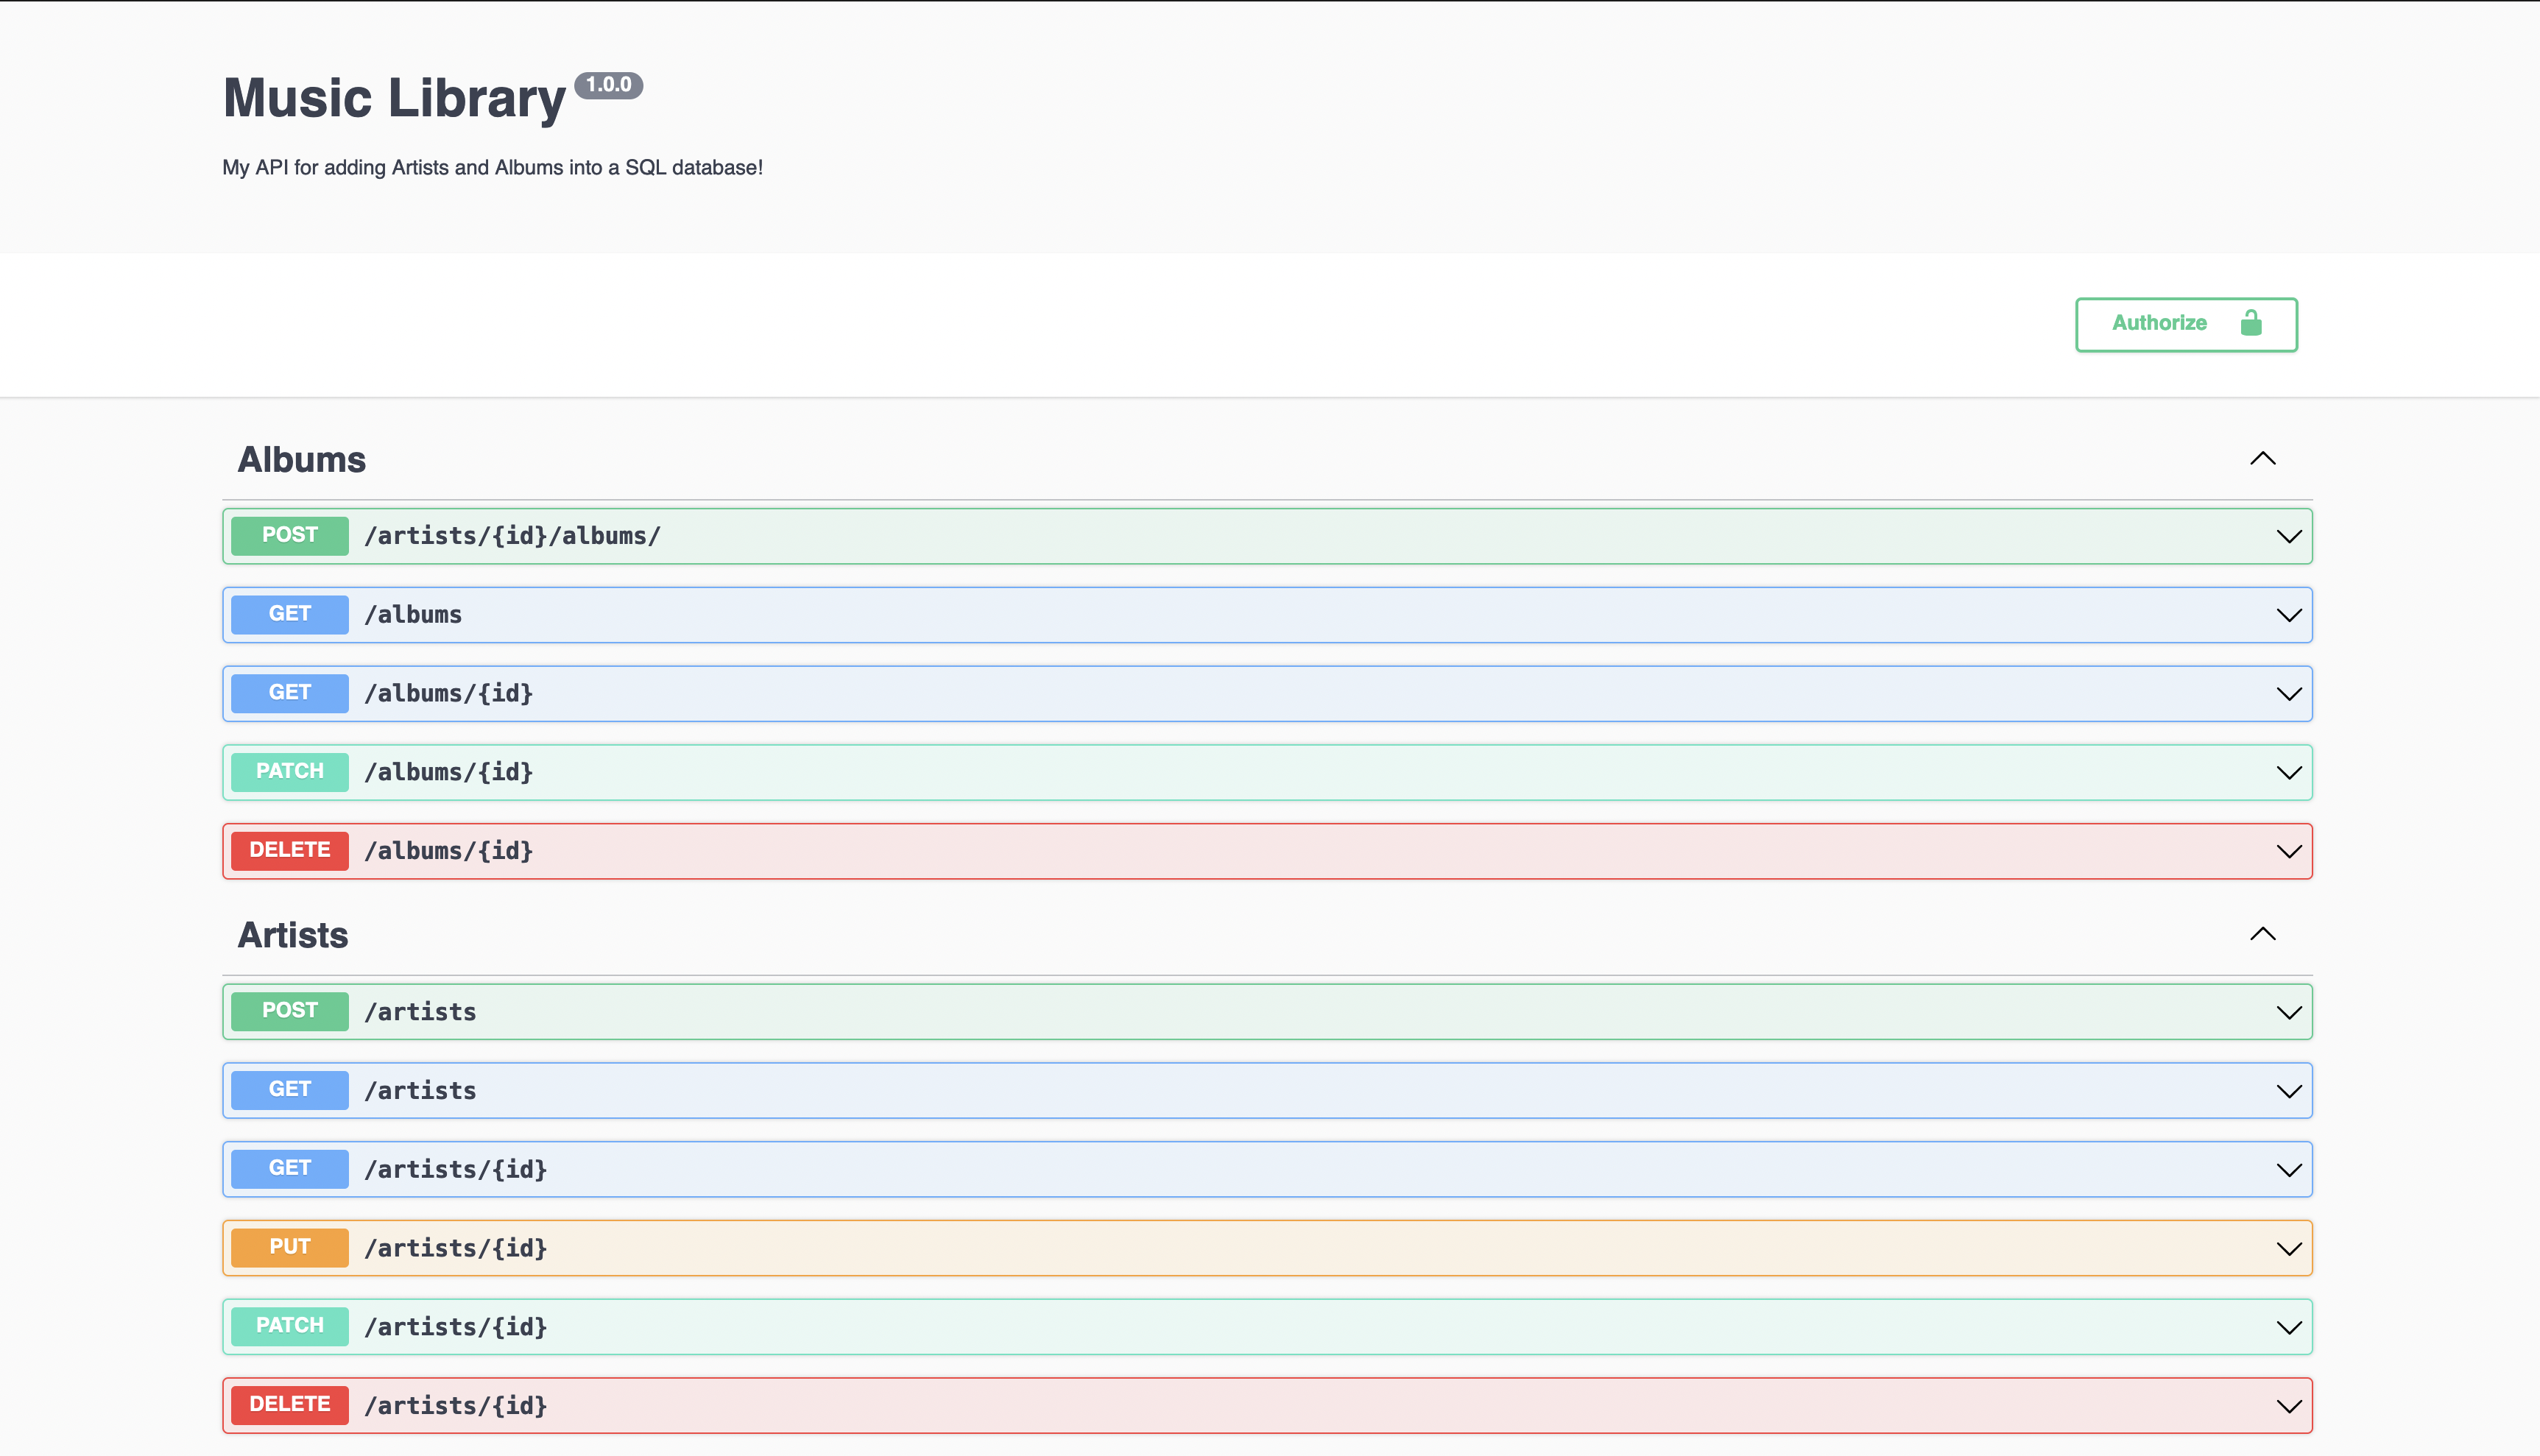 Music Library 1.0.0
My API for adding Artists and Albums into a SQL database!
Authorize
Albums
POST /artists/{id}/albums/
GET /albums
GET /albums/{id}
PATCH /albums/{id}
DELETE /albums/{id}
Artists
POST /artists
GET /artists
GET /artists/{id}
PUT /artists/{id}
PATCH /artists/{id}
DELETE /artists/{id}